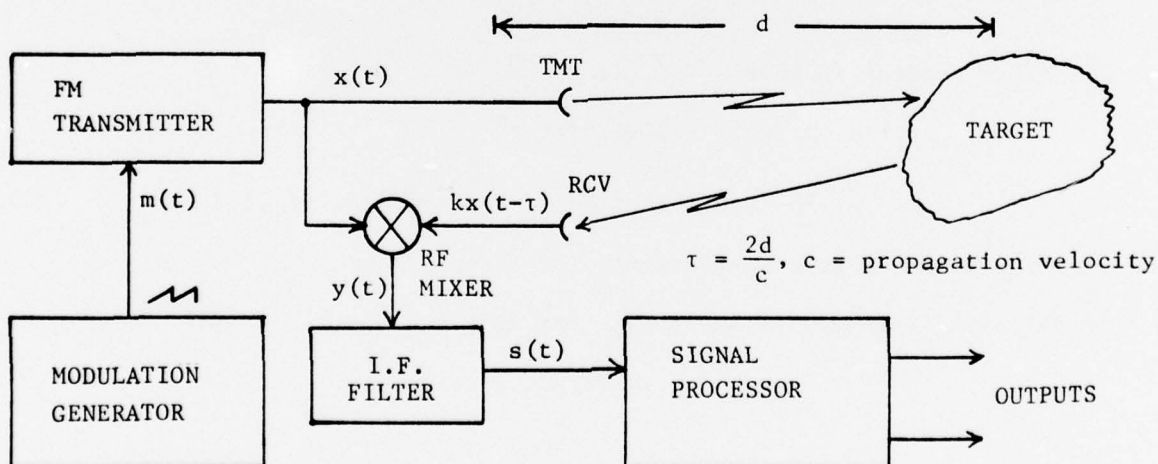 d
FM
TRANSMITTER
x(t)
TMT
TARGET
m(t)
kx(t-τ)
RCV
RF
MIXER
τ = 2d/c, c = propagation velocity
y(t)
MODULATION
GENERATOR
I.F.
FILTER
s(t)
SIGNAL
PROCESSOR
OUTPUTS